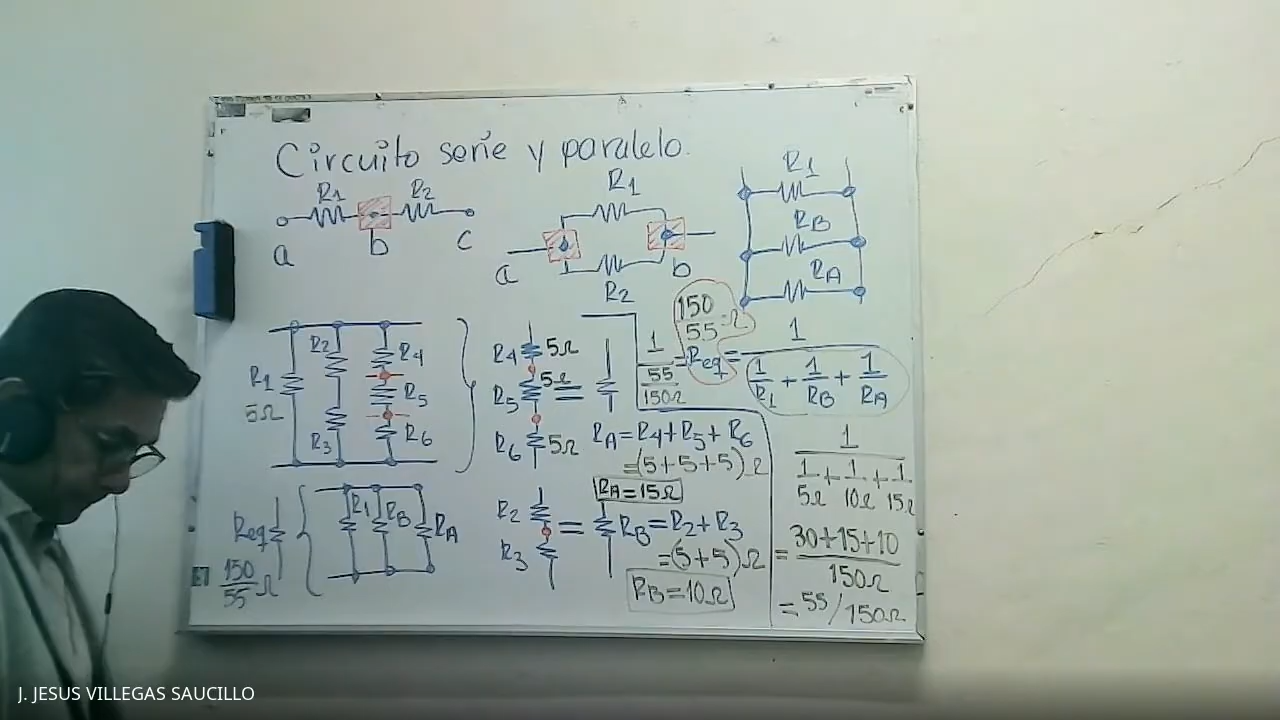 Circuito serie y paralelo.
R1
R2
a
b
c
R1
a
b
R2
R1
RB
RA
R1
5Ω
R2
R3
R4
R5
R6
Req
150
55
Ω
R1
RB
RA
R4
5Ω
R5
5Ω
R6
5Ω
=
RA=R4+R5+R6
=(5+5+5)Ω
RA=15Ω
R2
R3
=
RB=R2+R3
=(5+5)Ω
RB=10Ω
150
55
Ω
1
55
150Ω
=Req=
1
1/R1+1/RB+1/RA
1
1/5Ω+1/10Ω+1/15Ω
=
30+15+10
150Ω
=55/150Ω
J. JESUS VILLEGAS SAUCILLO